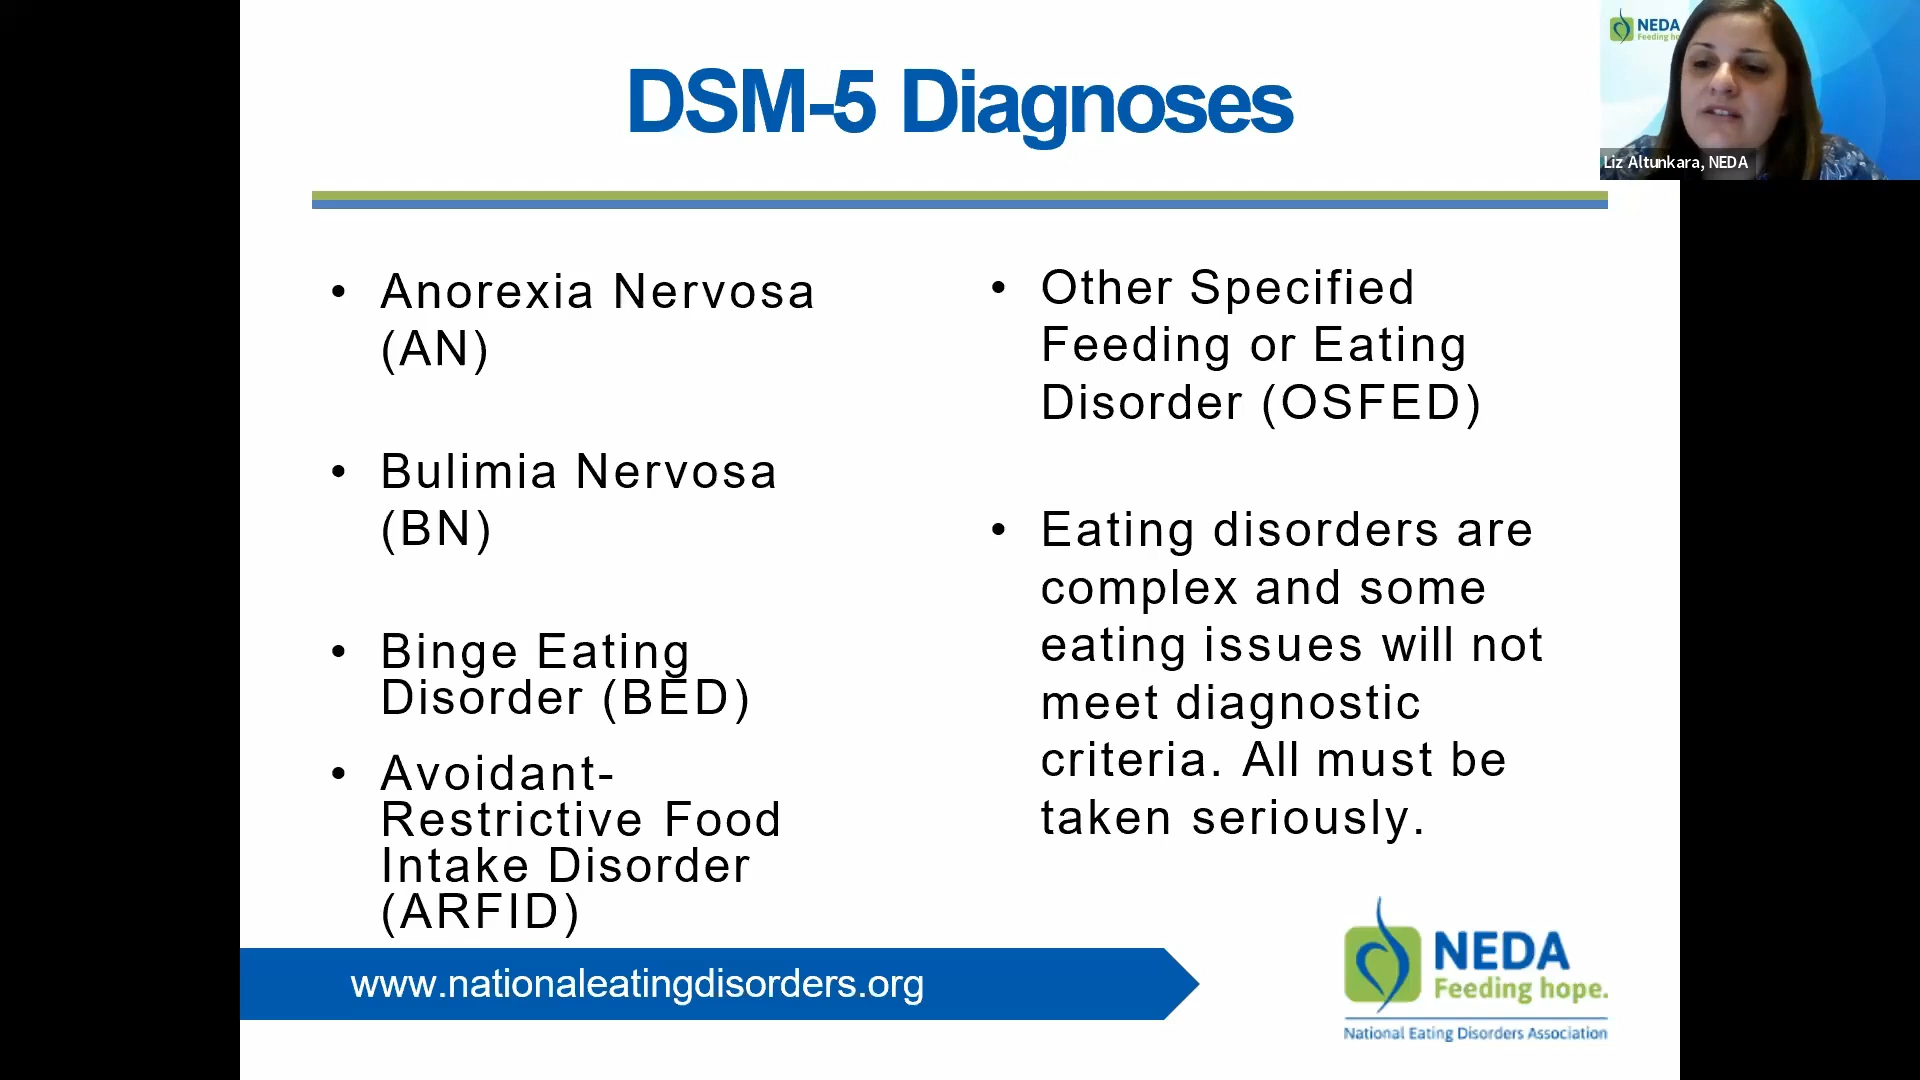 DSM-5 Diagnoses
NEDA
Feeding ho
Liz Altunkara, NEDA
• Anorexia Nervosa
(AN)
• Bulimia Nervosa
(BN)
• Binge Eating
Disorder (BED)
• Avoidant-
Restrictive Food
Intake Disorder
(ARFID)
• Other Specified
Feeding or Eating
Disorder (OSFED)
• Eating disorders are
complex and some
eating issues will not
meet diagnostic
criteria. All must be
taken seriously.
www.nationaleatingdisorders.org
NEDA
Feeding hope.
National Eating Disorders Association